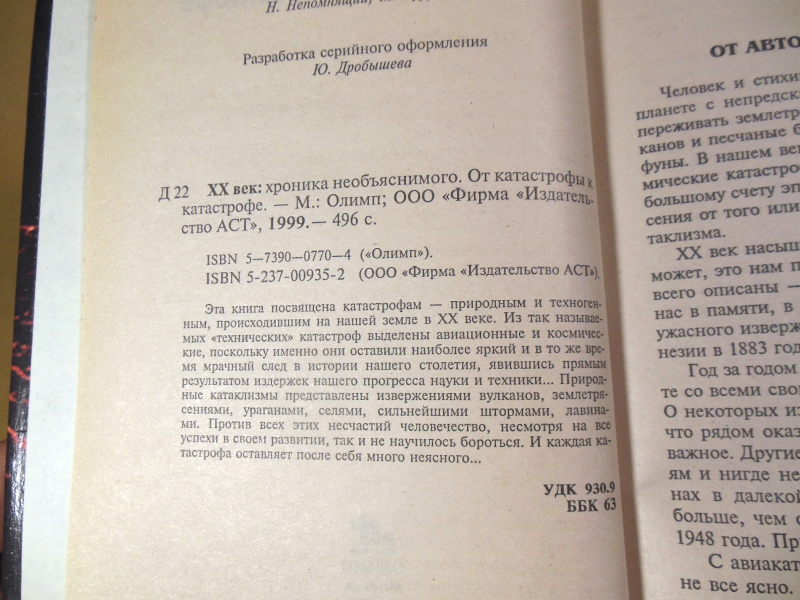 Н. Непомнящий,
Разработка серийного оформления
Ю. Дробышева
Д 22 XX век: хроника необъяснимого. От катастрофы к
катастрофе. — М.: Олимп; ООО «Фирма «Издатель-
ство АСТ», 1999.— 496 с.
ISBN 5–7390–0770–4 («Олимп»).
ISBN 5-237-00935-2 (ООО «Фирма «Издательство АСТ»).
Эта книга посвящена катастрофам — природным и техноген-
ным, происходившим на нашей земле в XX веке. Из так называе-
мых «технических» катастроф выделены авиационные и космичес-
кие, поскольку именно они оставили наиболее яркий и в то же вре-
мя мрачный след в истории нашего столетия, явившись прямым
результатом издержек нашего прогресса науки и техники... Природ-
ные катаклизмы представлены извержениями вулканов, землетря-
сениями, ураганами, селями, сильнейшими штормами, лавина-
ми. Против всех этих несчастий человечество, несмотря на все
успехи в своем развитии, так и не научилось бороться. И каждая ка-
тастрофа оставляет после себя много неясного...
УДК 930.9
ББК 63
ОТ АВТО
Человек и стихи
планете с непредск
переживать землетр
канов и песчаные б
фуны. В нашем ве
мические катастро
большому счету эп
сения от того или
таклизма.
XX век насыщ
может, это нам п
всего описаны —
нас в памяти, в
ужасного изверж
незии в 1883 год
Год за годом
те со всеми сво
О некоторых из
что рядом оказ
важное. Другие
ям и нигде не
нах в далекой
больше, чем о
1948 года. Пр
С авиакат
не все ясно.